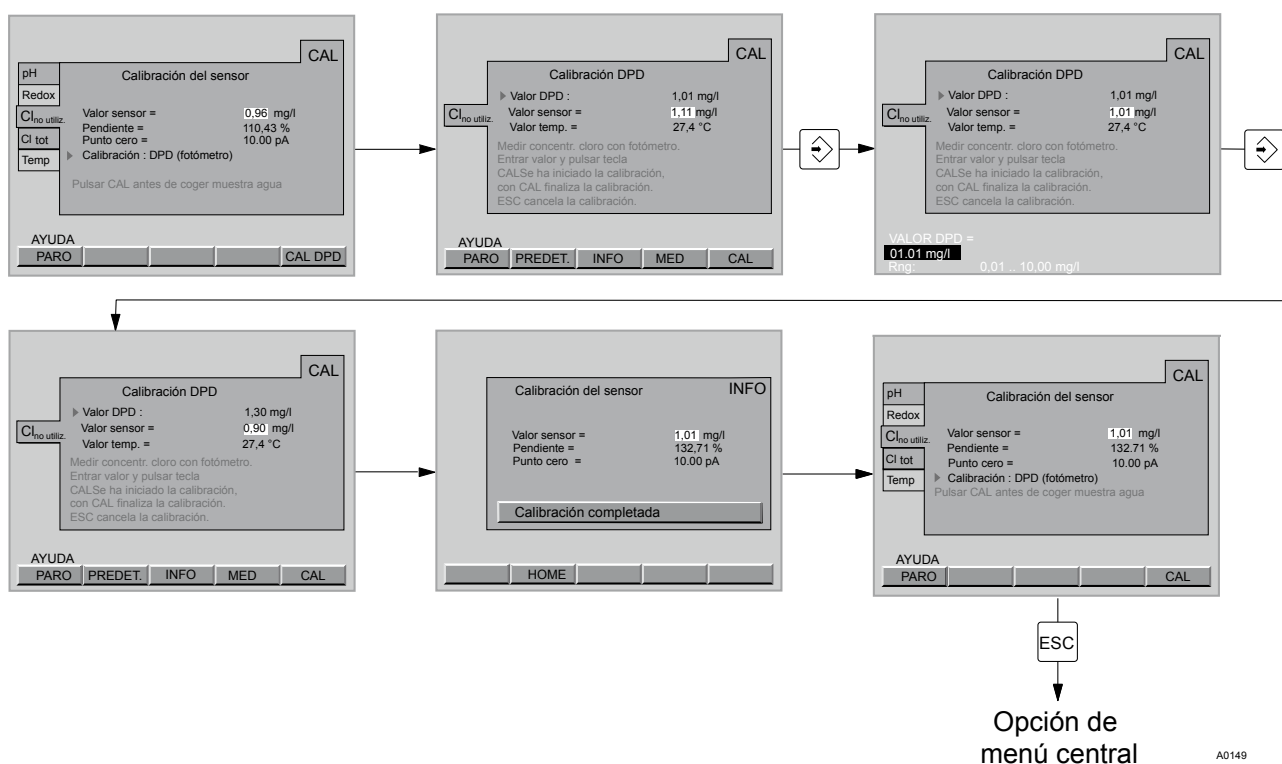 CAL
pH
Redox
Cl no utiliz.
Cl tot
Temp
Calibración del sensor
Valor sensor = 0,96 mg/l
Pendiente = 110,43 %
Punto cero = 10.00 pA
Calibración : DPD (fotómetro)
Pulsar CAL antes de coger muestra agua
AYUDA
PARO CAL DPD
CAL
Cl no utiliz.
Calibración DPD
Valor DPD : 1,01 mg/l
Valor sensor = 1,11 mg/l
Valor temp. = 27,4 °C
Medir concentr. cloro con fotómetro.
Entrar valor y pulsar tecla
CALSe ha iniciado la calibración,
con CAL finaliza la calibración.
ESC cancela la calibración.
AYUDA
PARO PREDET. INFO MED CAL
CAL
Cl no utiliz.
Calibración DPD
Valor DPD : 1,01 mg/l
Valor sensor = 1,01 mg/l
Valor temp. = 27,4 °C
Medir concentr. cloro con fotómetro.
Entrar valor y pulsar tecla
CALSe ha iniciado la calibración,
con CAL finaliza la calibración.
ESC cancela la calibración.
VALOR DPD =
01.01 mg/l
Rng: 0,01 .. 10,00 mg/l
CAL
Cl no utiliz.
Calibración DPD
Valor DPD : 1,30 mg/l
Valor sensor = 0,90 mg/l
Valor temp. = 27,4 °C
Medir concentr. cloro con fotómetro.
Entrar valor y pulsar tecla
CALSe ha iniciado la calibración,
con CAL finaliza la calibración.
ESC cancela la calibración.
AYUDA
PARO PREDET. INFO MED CAL
Calibración del sensor INFO
Valor sensor = 1,01 mg/l
Pendiente = 132,71 %
Punto cero = 10.00 pA
Calibración completada
HOME
CAL
pH
Redox
Cl no utiliz.
Cl tot
Temp
Calibración del sensor
Valor sensor = 1,01 mg/l
Pendiente = 132.71 %
Punto cero = 10.00 pA
Calibración : DPD (fotómetro)
Pulsar CAL antes de coger muestra agua
AYUDA
PARO CAL
ESC
Opción de
menú central
A0149